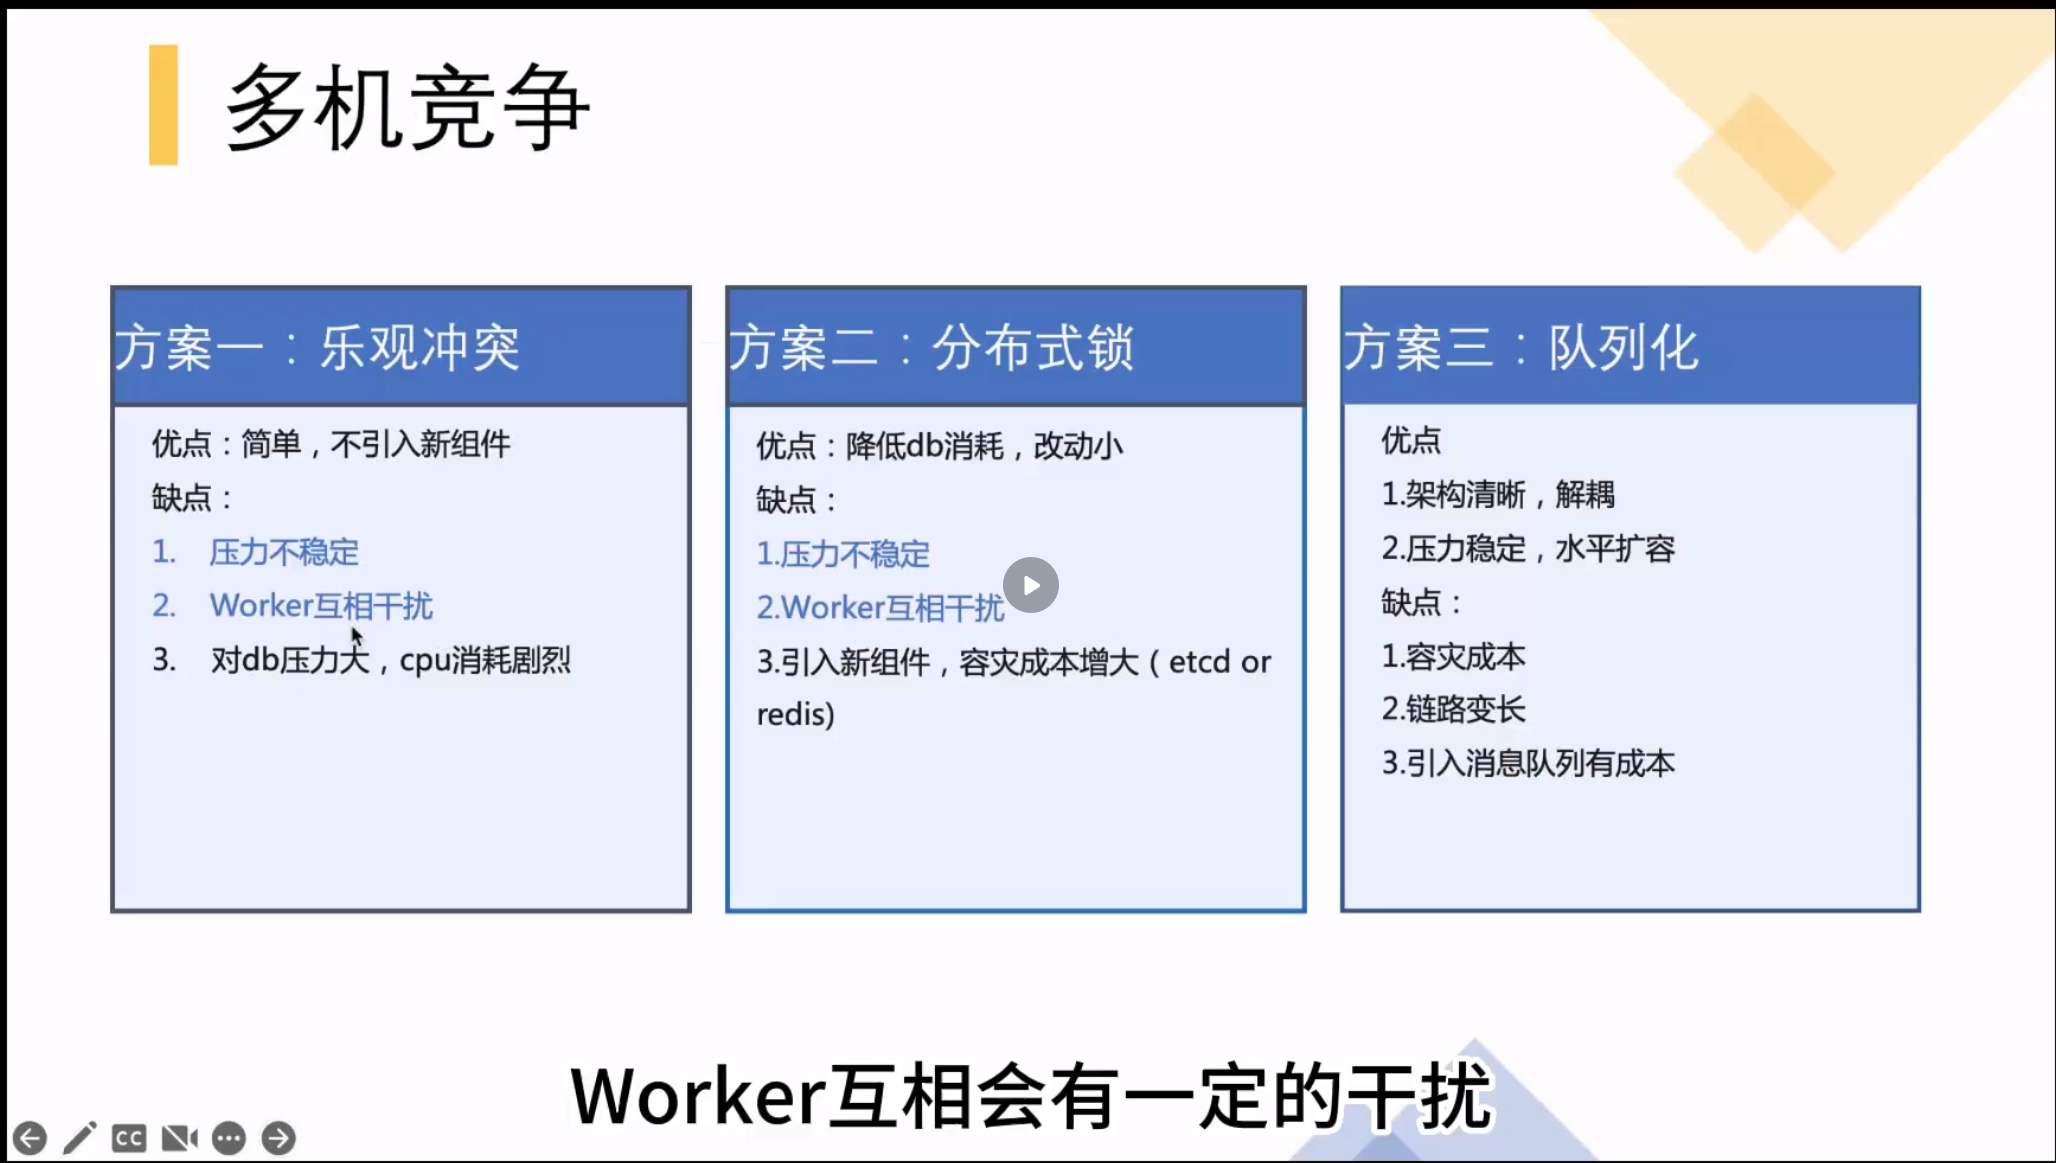 多机竞争
方案一：乐观冲突
优点：简单，不引入新组件
缺点：
1. 压力不稳定
2. Worker互相干扰
3. 对db压力大，cpu消耗剧烈
方案二：分布式锁
优点：降低db消耗，改动小
缺点：
1.压力不稳定
2.Worker互相干扰
3.引入新组件，容灾成本增大（etcd or
redis)
方案三：队列化
优点
1.架构清晰，解耦
2.压力稳定，水平扩容
缺点：
1.容灾成本
2.链路变长
3.引入消息队列有成本
Worker互相会有一定的干扰
CC